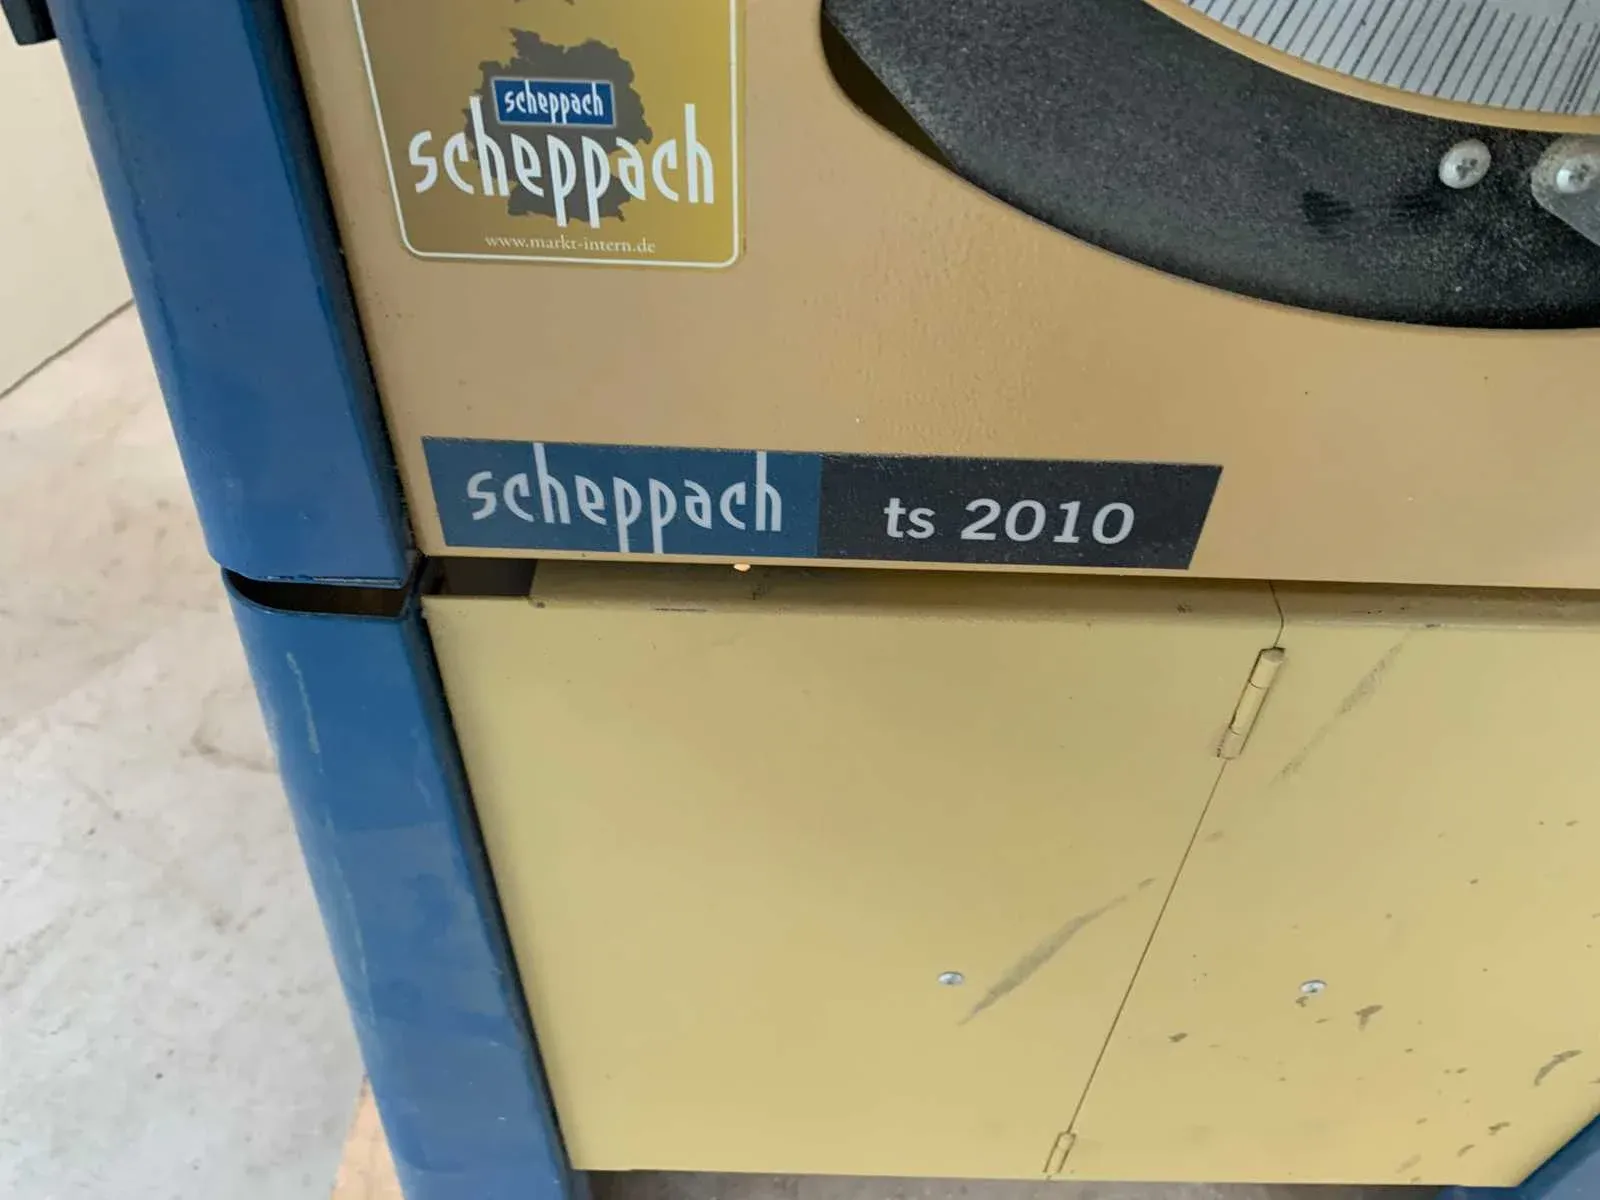 scheppach
scheppach
www.markt-intern.de
scheppach ts 2010